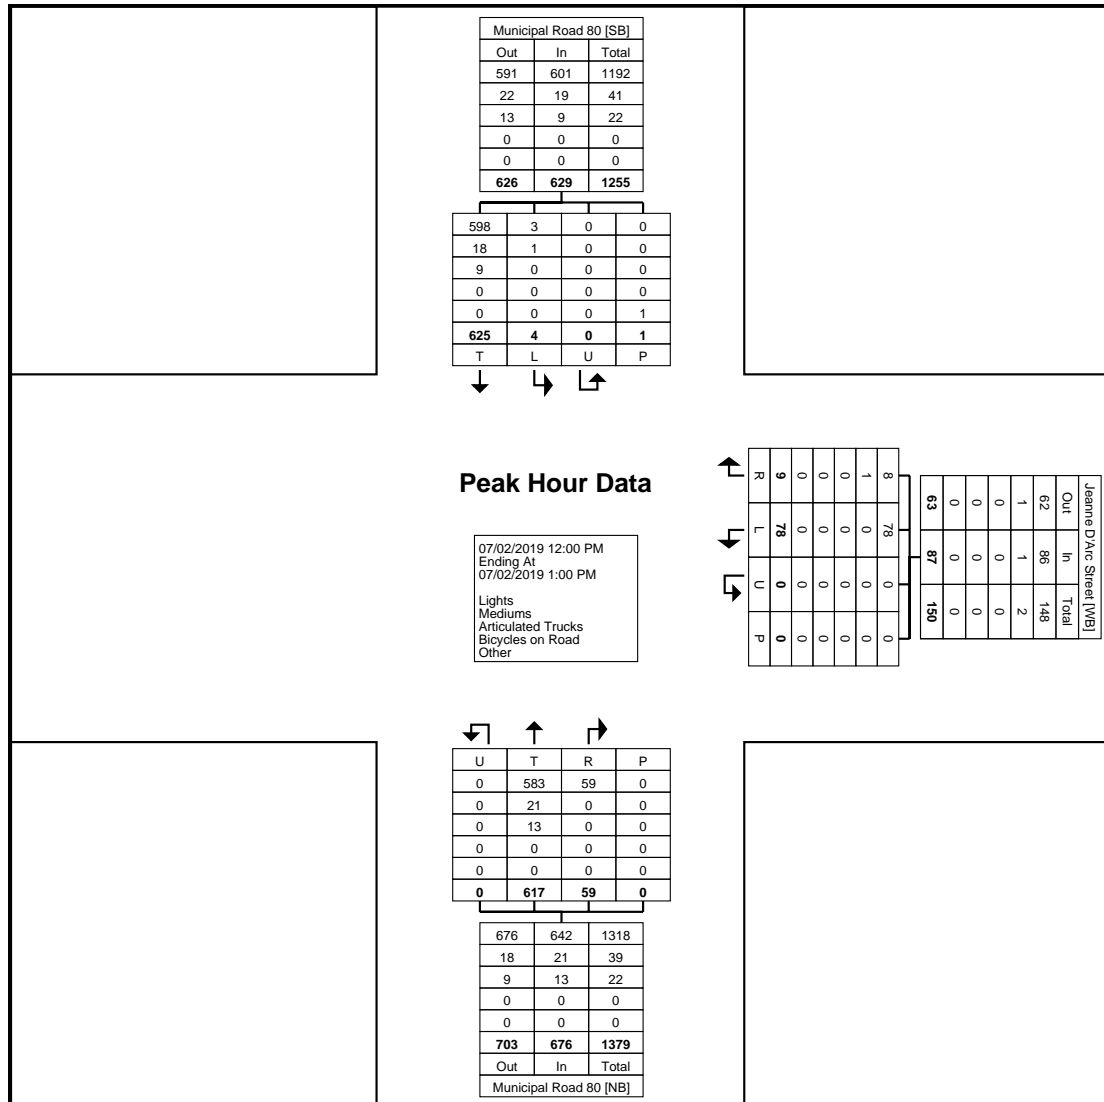 Municipal Road 80 [SB]
Out In Total
591 601 1192
22 19 41
13 9 22
0 0 0
0 0 0
626 629 1255
598 3 0 0
18 1 0 0
9 0 0 0
0 0 0 0
0 0 0 1
625 4 0 1
T L U P
Peak Hour Data
07/02/2019 12:00 PM
Ending At
07/02/2019 1:00 PM
Lights
Mediums
Articulated Trucks
Bicycles on Road
Other
Jeanne D'Arc Street [WB]
Out In Total
62 86 148
1 1 2
0 0 0
0 0 0
0 0 0
63 87 150
8 78 0 0
1 0 0 0
0 0 0 0
0 0 0 0
0 0 0 0
9 78 0 0
R L U P
U T R P
0 583 59 0
0 21 0 0
0 13 0 0
0 0 0 0
0 0 0 0
0 617 59 0
676 642 1318
18 21 39
9 13 22
0 0 0
0 0 0
703 676 1379
Out In Total
Municipal Road 80 [NB]